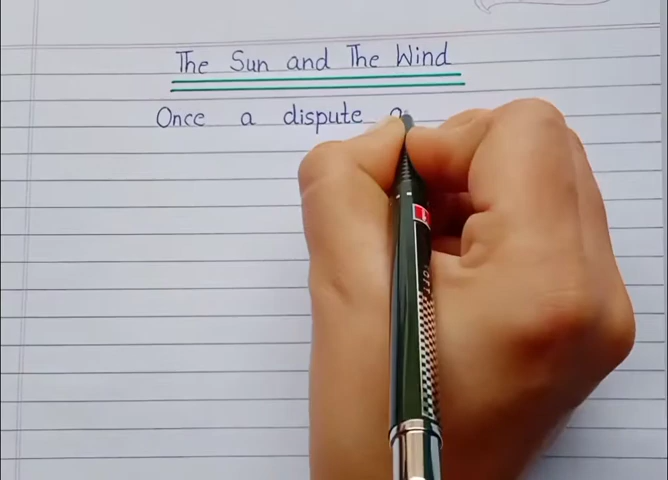 The Sun and The Wind
Once a dispute a